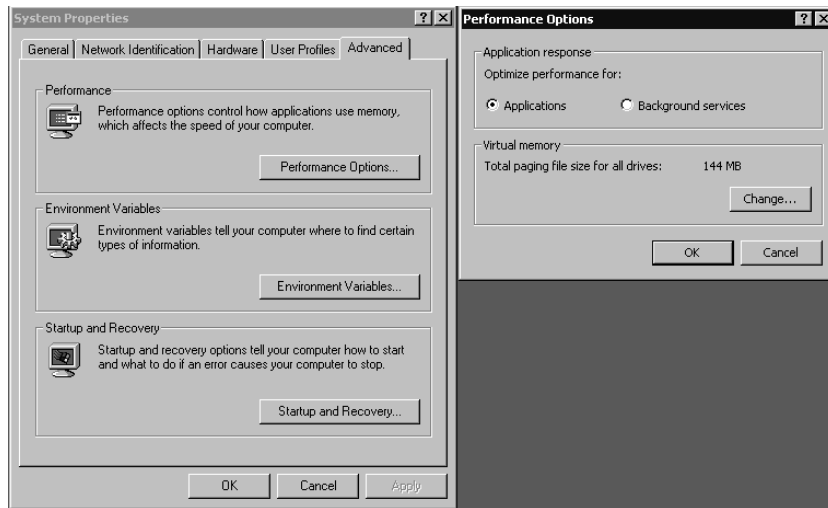 System Properties
General Network Identification Hardware User Profiles Advanced
Performance
Performance options control how applications use memory,
which affects the speed of your computer.
Performance Options...
Environment Variables
Environment variables tell your computer where to find certain
types of information.
Environment Variables...
Startup and Recovery
Startup and recovery options tell your computer how to start
and what to do if an error causes your computer to stop.
Startup and Recovery...
OK Cancel Apply
Performance Options
Application response
Optimize performance for:
Applications Background services
Virtual memory
Total paging file size for all drives: 144 MB
Change...
OK Cancel